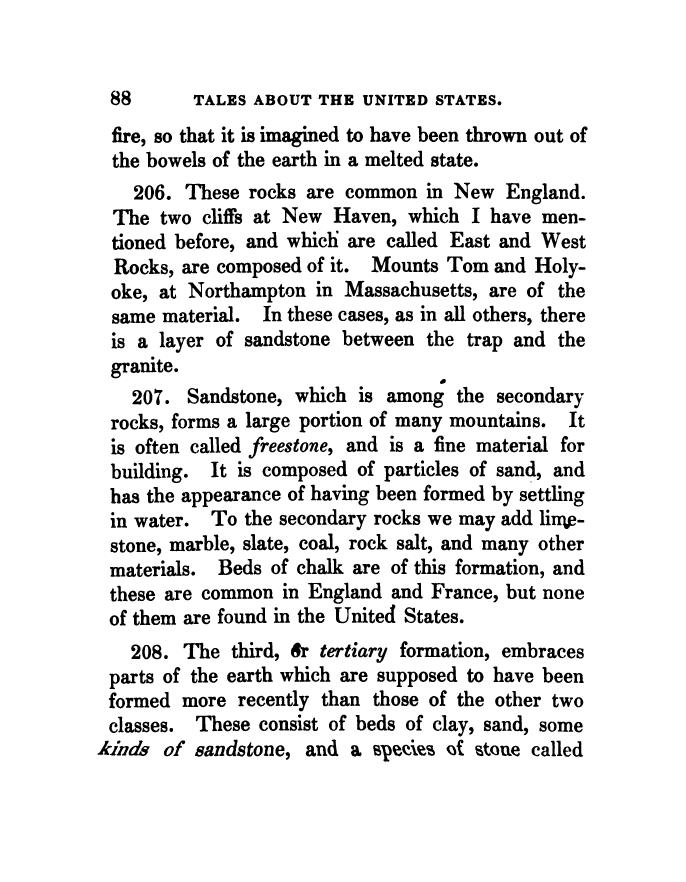 88 TALES ABOUT THE UNITED STATES.
fire, so that it is imagined to have been thrown out of
the bowels of the earth in a melted state.
206. These rocks are common in New England.
The two cliffs at New Haven, which I have men-
tioned before, and which are called East and West
Rocks, are composed of it. Mounts Tom and Holy-
oke, at Northampton in Massachusetts, are of the
same material. In these cases, as in all others, there
is a layer of sandstone between the trap and the
granite.
207. Sandstone, which is among the secondary
rocks, forms a large portion of many mountains. It
is often called freestone, and is a fine material for
building. It is composed of particles of sand, and
has the appearance of having been formed by settling
in water. To the secondary rocks we may add lime-
stone, marble, slate, coal, rock salt, and many other
materials. Beds of chalk are of this formation, and
these are common in England and France, but none
of them are found in the United States.
208. The third, or tertiary formation, embraces
parts of the earth which are supposed to have been
formed more recently than those of the other two
classes. These consist of beds of clay, sand, some
kinds of sandstone, and a species of stone called